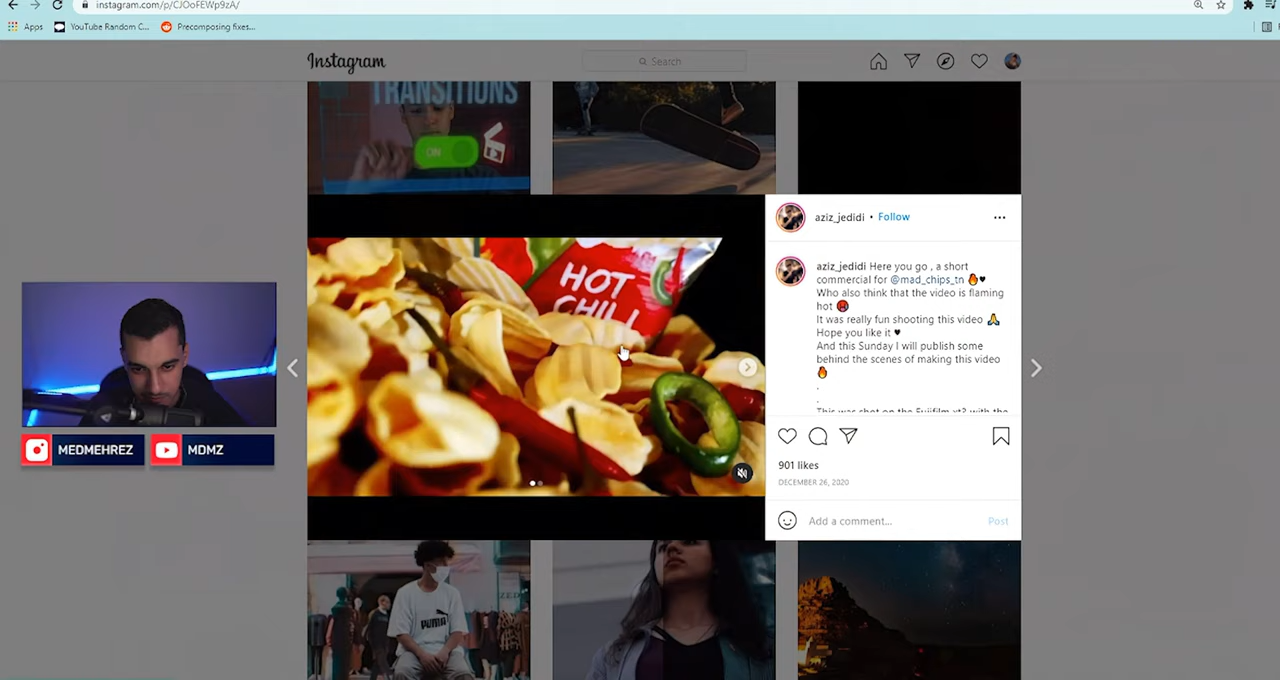 instagram.com/p/CJOoFEWp9zA/
Apps
YouTube Random C...
Precomposing fixes...
Instagram
Search
TRANSITIONS
ON
HOT
CHILL
aziz_jedidi • Follow
aziz_jedidi Here you go , a short
commercial for @mad_chips_tn 🔥♥
Who also think that the video is flaming
hot 🥵
It was really fun shooting this video 🙏
Hope you like it ♥
And this Sunday I will publish some
behind the scenes of making this video
🔥
.
.
This was shot on the Fujifilm xt3 with the
901 likes
DECEMBER 26, 2020
Add a comment...
Post
MEDMEHREZ
MDMZ
PUMA